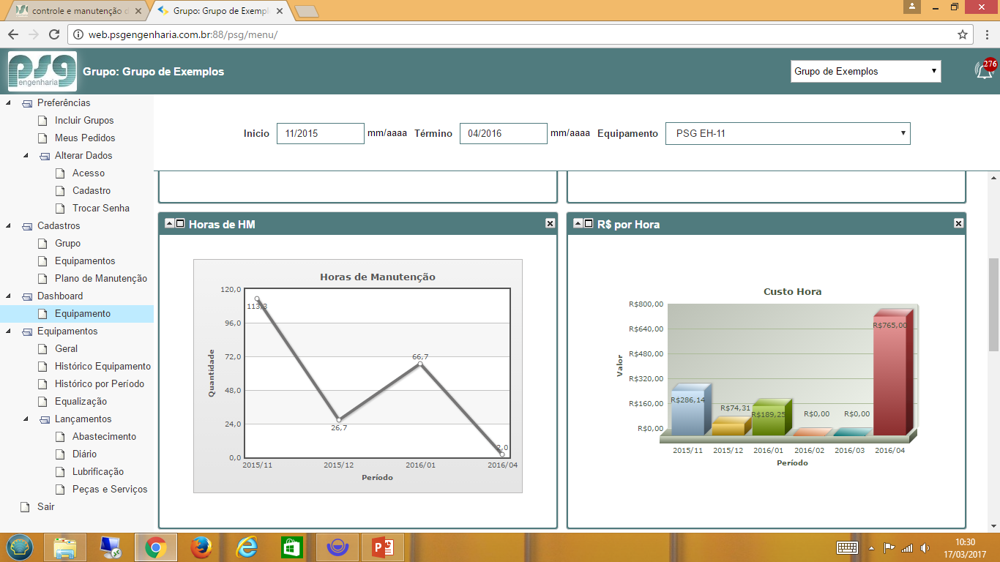 controle e manutenção d
Grupo: Grupo de Exempl
web.psgengenharia.com.br:88/psg/menu/
psg
engenharia
Grupo: Grupo de Exemplos
Grupo de Exemplos
276
Preferências
Incluir Grupos
Meus Pedidos
Alterar Dados
Acesso
Cadastro
Trocar Senha
Cadastros
Grupo
Equipamentos
Plano de Manutenção
Dashboard
Equipamento
Equipamentos
Geral
Histórico Equipamento
Histórico por Período
Equalização
Lançamentos
Abastecimento
Diário
Lubrificação
Peças e Serviços
Sair
Inicio 11/2015 mm/aaaa Término 04/2016 mm/aaaa Equipamento PSG EH-11
Horas de HM
Horas de Manutenção
Quantidade
120,0
96,0
72,0
48,0
24,0
0,0
113,3
26,7
66,7
2,0
2015/11 2015/12 2016/01 2016/04
Período
R$ por Hora
Custo Hora
Valor
R$800,00
R$640,00
R$480,00
R$320,00
R$160,00
R$0,00
R$286,14
R$74,31
R$189,25
R$0,00
R$0,00
R$765,00
2015/11 2015/12 2016/01 2016/02 2016/03 2016/04
Período
10:30
17/03/2017